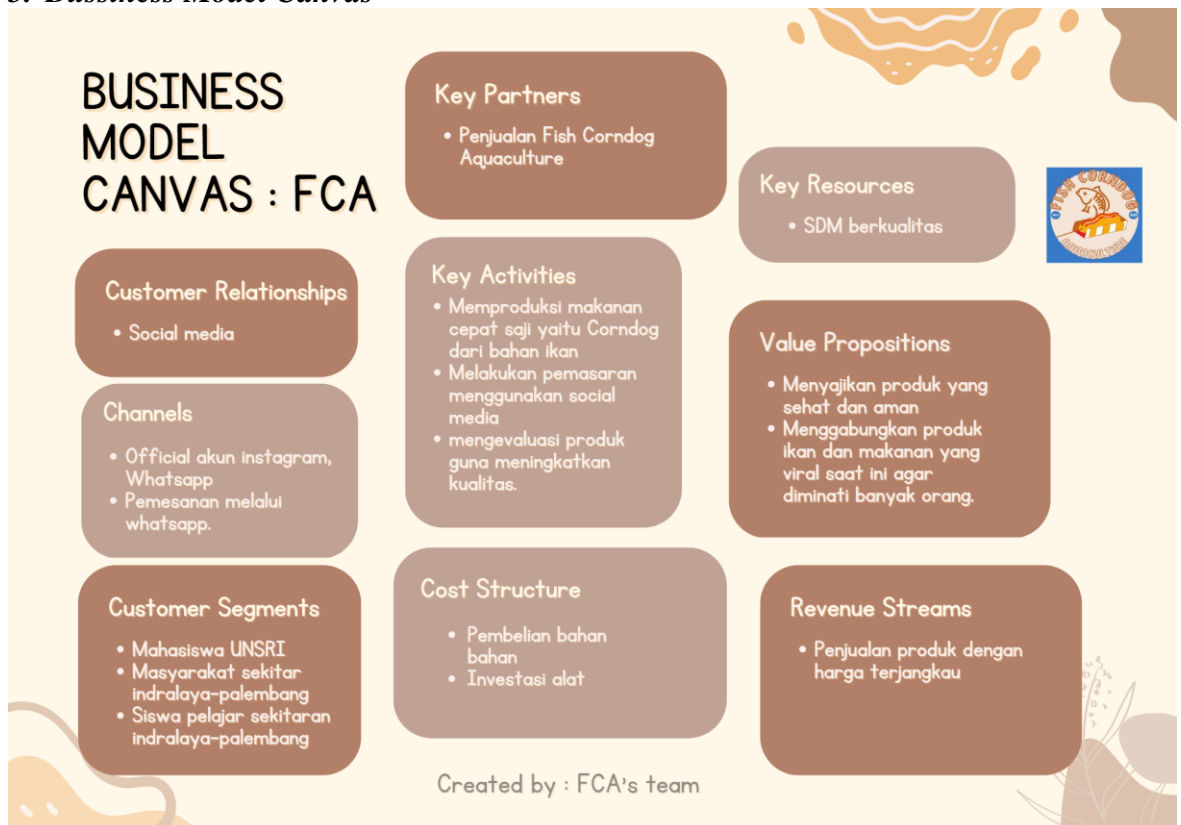 BUSINESS
MODEL
CANVAS : FCA
Key Partners
• Penjualan Fish Corndog
Aquaculture
Key Resources
• SDM berkualitas
FISH CORNDOG
AQUACULTURE
Customer Relationships
• Social media
Key Activities
• Memproduksi makanan
cepat saji yaitu Corndog
dari bahan ikan
• Melakukan pemasaran
menggunakan social
media
• mengevaluasi produk
guna meningkatkan
kualitas.
Value Propositions
• Menyajikan produk yang
sehat dan aman
• Menggabungkan produk
ikan dan makanan yang
viral saat ini agar
diminati banyak orang.
Channels
• Official akun instagram,
Whatsapp
• Pemesanan melalui
whatsapp.
Customer Segments
• Mahasiswa UNSRI
• Masyarakat sekitar
indralaya-palembang
• Siswa pelajar sekitaran
indralaya-palembang
Cost Structure
• Pembelian bahan
bahan
• Investasi alat
Revenue Streams
• Penjualan produk dengan
harga terjangkau
Created by : FCA's team